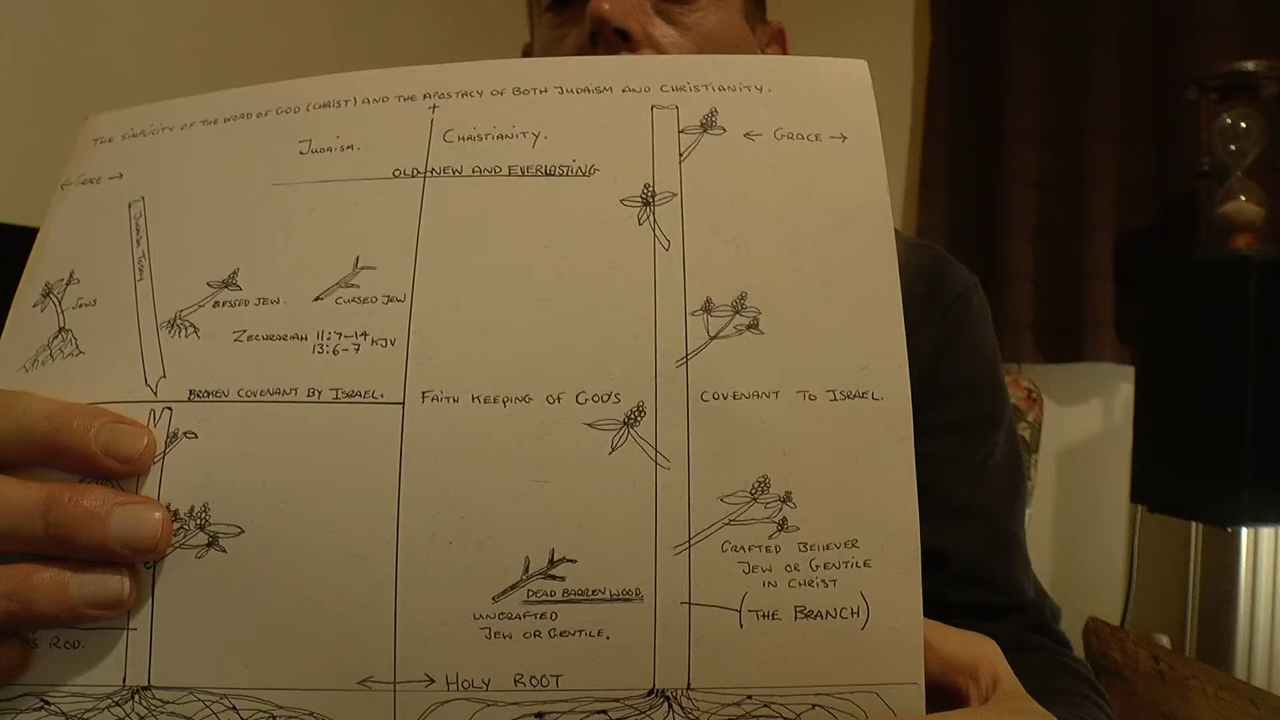 THE SIMPLICITY OF THE WORD OF GOD (CHRIST) AND THE APOSTACY OF BOTH JUDAISM AND CHRISTIANITY.
JUDAISM.
CHRISTIANITY.
← GRACE →
← GRACE →
OLD NEW AND EVERLASTING
JEWS
BLESSED JEW.
CURSED JEW
ZECHRARIAH 11:7-14 KJV
13:6-7
BROKEN COVENANT BY ISRAEL.
FAITH KEEPING OF GOD'S
COVENANT TO ISRAEL.
DEAD BARREN WOOD.
UNGRAFTED
JEW OR GENTILE.
GRAFTED BELIEVER
JEW OR GENTILE
IN CHRIST
(THE BRANCH)
ROD.
HOLY ROOT